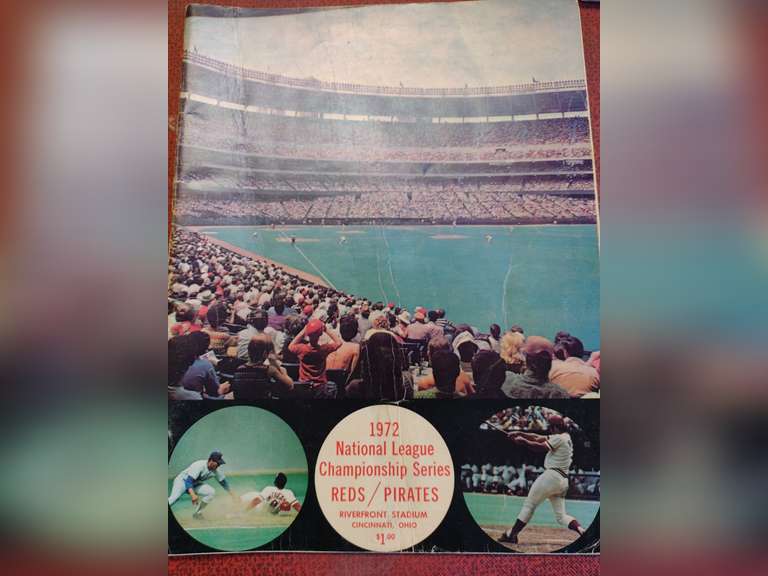 1972
National League
Championship Series
REDS/PIRATES
RIVERFRONT STADIUM
CINCINNATI, OHIO
$1.00